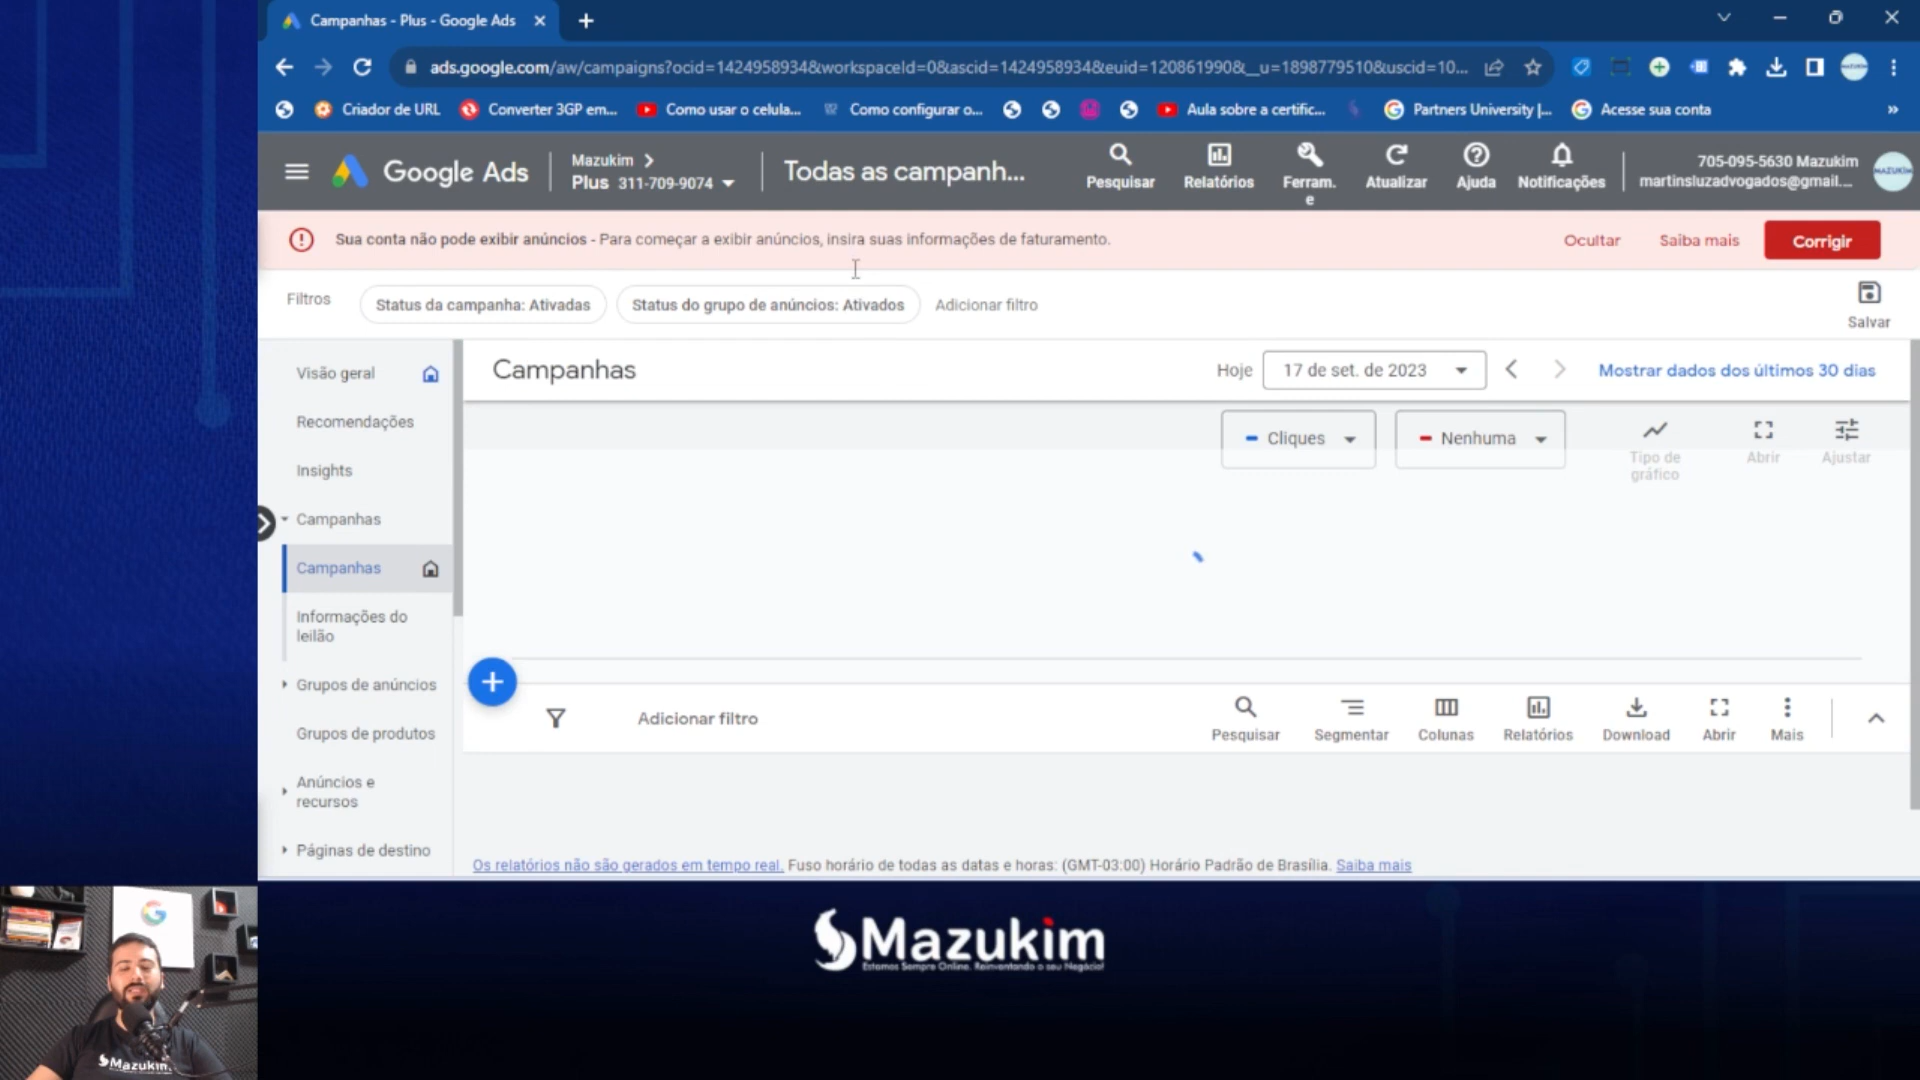 Campanhas - Plus - Google Ads
ads.google.com/aw/campaigns?ocid=1424958934&workspaceId=0&ascid=1424958934&euid=120861990&__u=1898779510&uscid=10...
Criador de URL
Converter 3GP em...
Como usar o celula...
Como configurar o...
Aula sobre a certific...
Partners University |...
Acesse sua conta
»
Google Ads
Mazukim
Plus 311-709-9074
Todas as campanh...
Pesquisar
Relatórios
Ferram.
e
Atualizar
Ajuda
Notificações
705-095-5630 Mazukim
martinsluzadvogados@gmail....
MAZUKIM
Sua conta não pode exibir anúncios - Para começar a exibir anúncios, insira suas informações de faturamento.
Ocultar
Saiba mais
Corrigir
Filtros
Status da campanha: Ativadas
Status do grupo de anúncios: Ativados
Adicionar filtro
Salvar
Visão geral
Recomendações
Insights
Campanhas
Campanhas
Informações do
leilão
Grupos de anúncios
Grupos de produtos
Anúncios e
recursos
Páginas de destino
Campanhas
Hoje
17 de set. de 2023
Mostrar dados dos últimos 30 dias
Cliques
Nenhuma
Tipo de
gráfico
Abrir
Ajustar
Adicionar filtro
Pesquisar
Segmentar
Colunas
Relatórios
Download
Abrir
Mais
Os relatórios não são gerados em tempo real. Fuso horário de todas as datas e horas: (GMT-03:00) Horário Padrão de Brasília. Saiba mais
Mazukim
Estamos Sempre Online. Reinventando o seu Negócio!
Mazukim